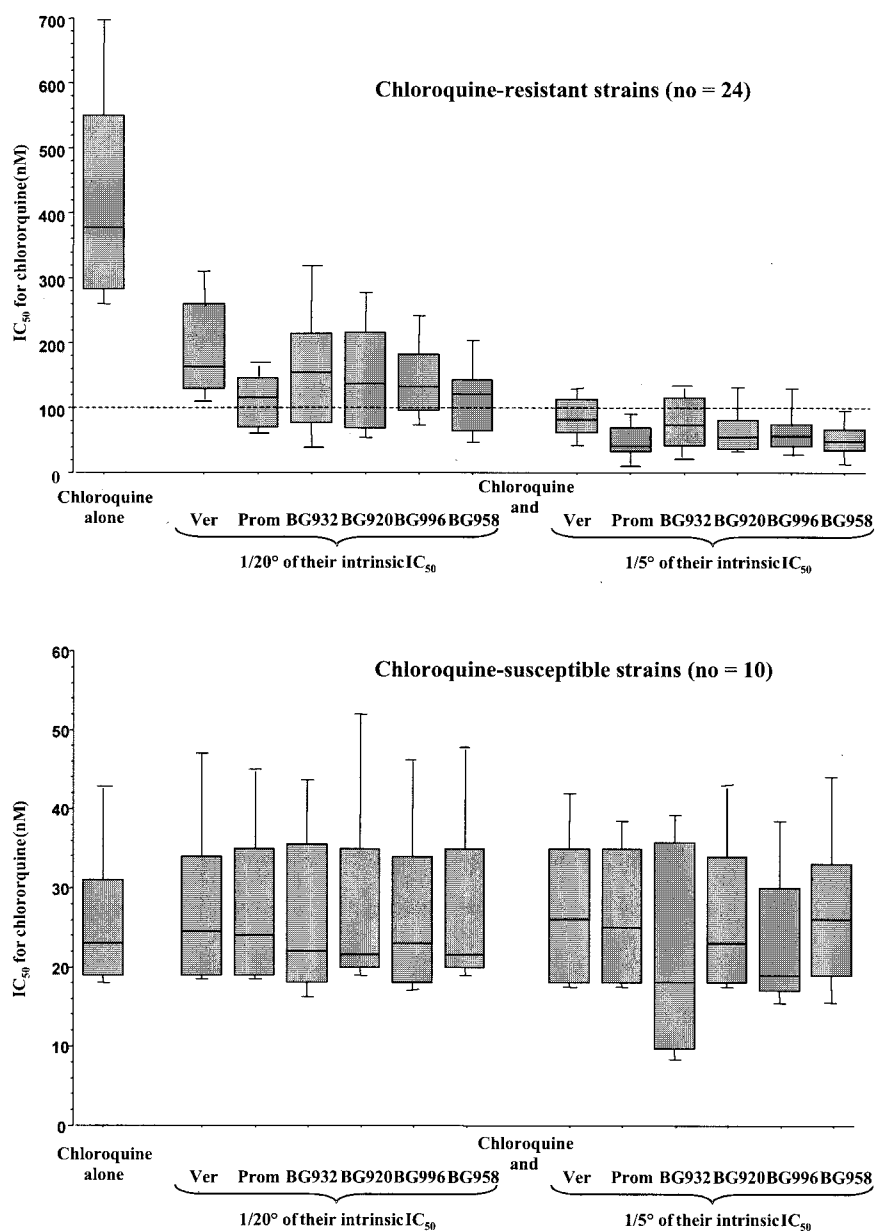 Chloroquine-resistant strains (no = 24)
IC50 for chlororquine(nM)
700
600
500
400
300
200
100
0
Chloroquine
alone
Chloroquine
and
Ver Prom BG932 BG920 BG996 BG958
Ver Prom BG932 BG920 BG996 BG958
1/20° of their intrinsic IC50
1/5° of their intrinsic IC50
Chloroquine-susceptible strains (no = 10)
IC50 for chlororquine(nM)
60
50
40
30
20
10
0
Chloroquine
alone
Chloroquine
and
Ver Prom BG932 BG920 BG996 BG958
Ver Prom BG932 BG920 BG996 BG958
1/20° of their intrinsic IC50
1/5° of their intrinsic IC50